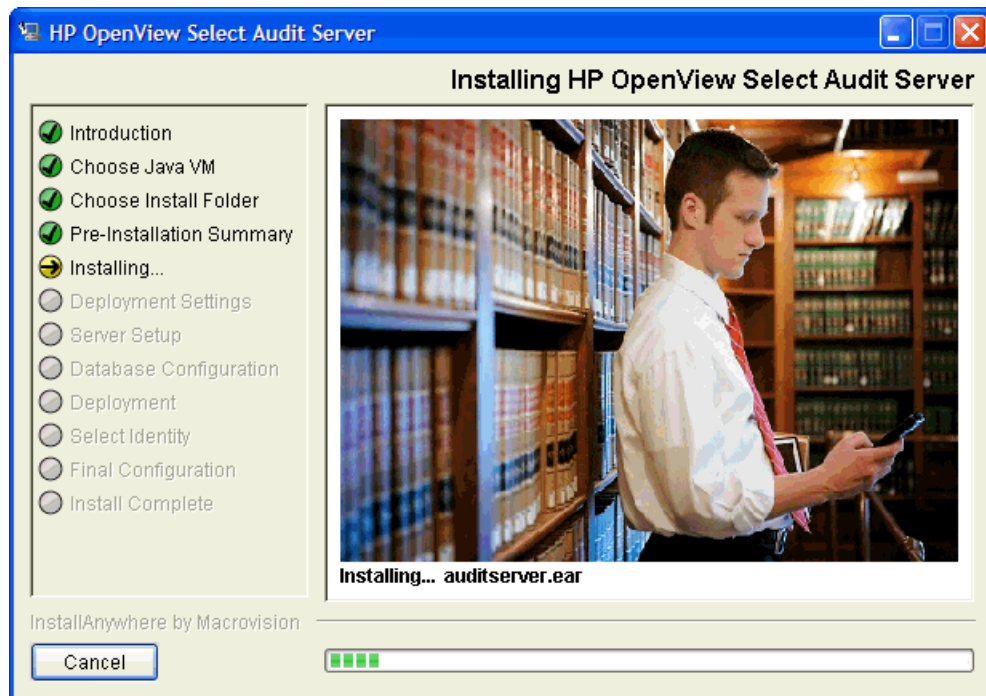 HP OpenView Select Audit Server
Installing HP OpenView Select Audit Server
Introduction
Choose Java VM
Choose Install Folder
Pre-Installation Summary
Installing...
Deployment Settings
Server Setup
Database Configuration
Deployment
Select Identity
Final Configuration
Install Complete
Installing... auditserver.ear
InstallAnywhere by Macrovision
Cancel